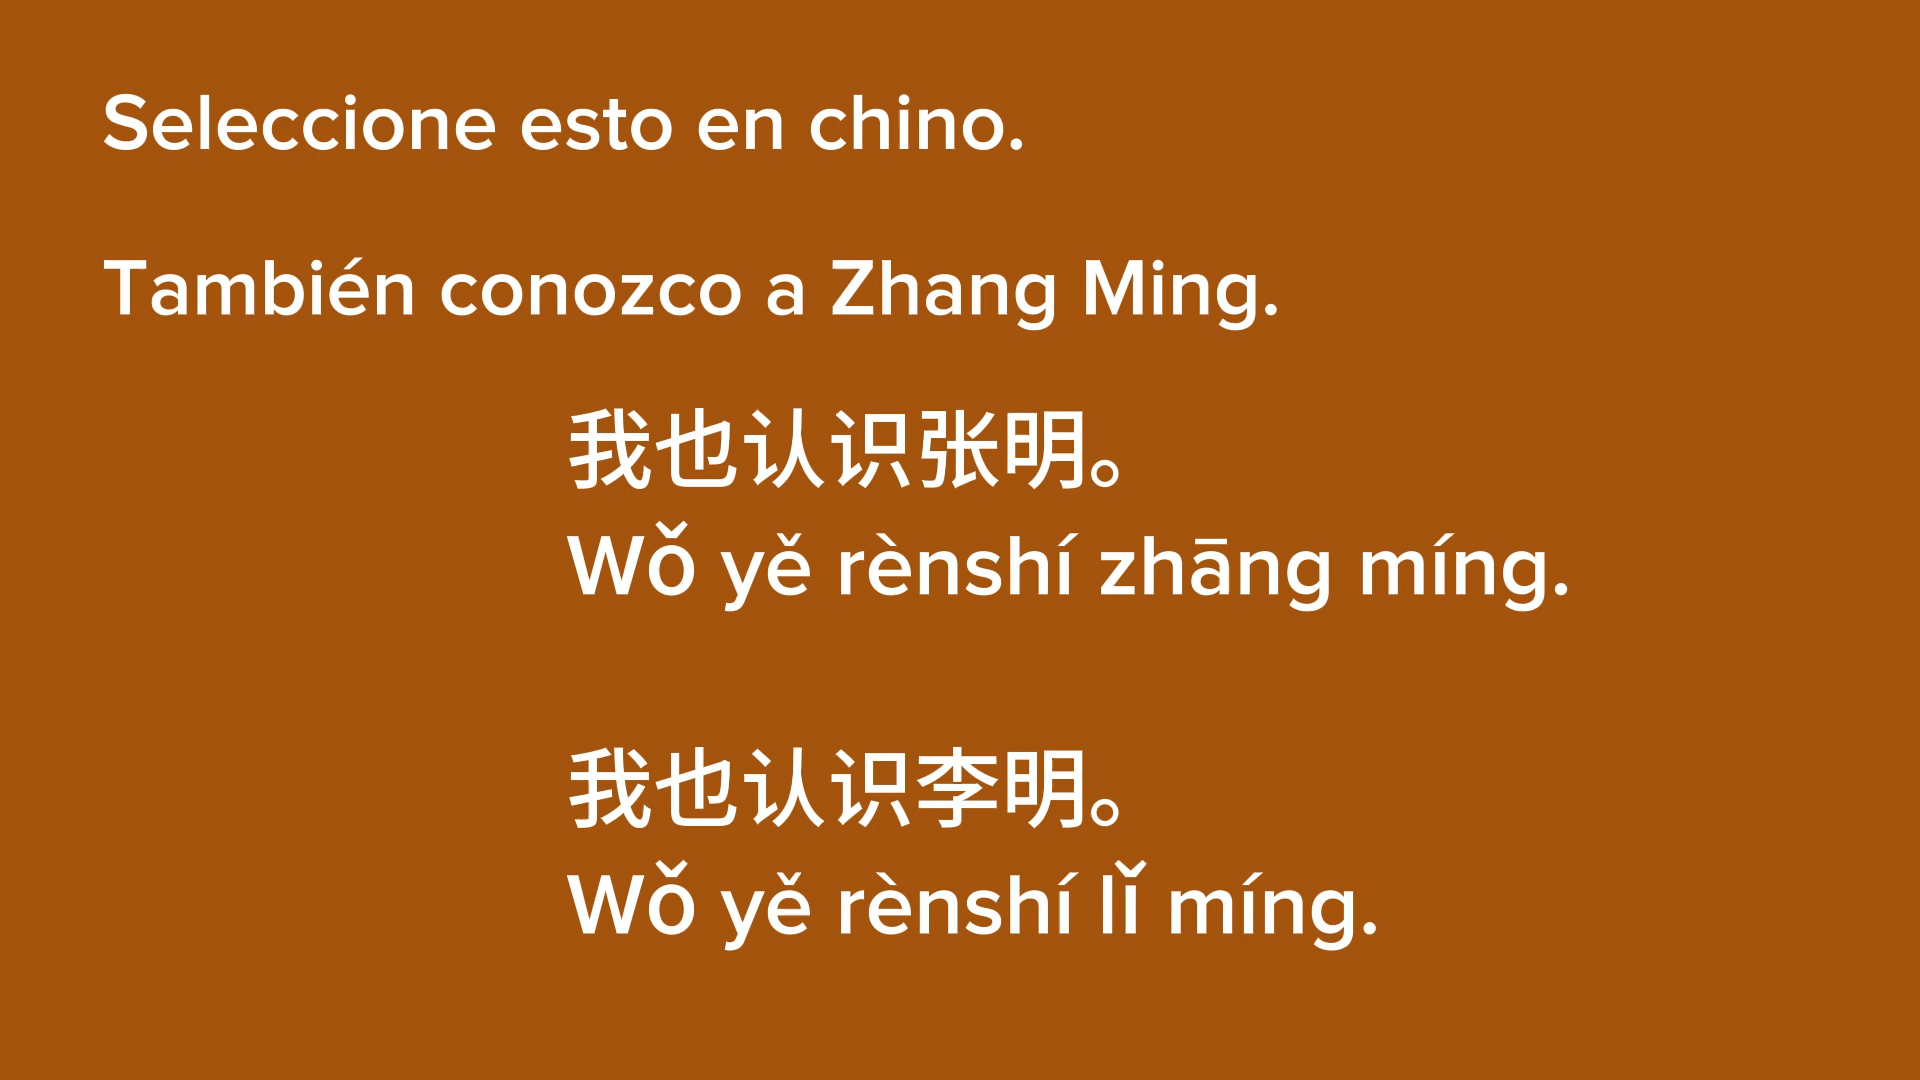 Seleccione esto en chino.
También conozco a Zhang Ming.
我也认识张明。
Wǒ yě rènshí zhāng míng.
我也认识李明。
Wǒ yě rènshí lǐ míng.